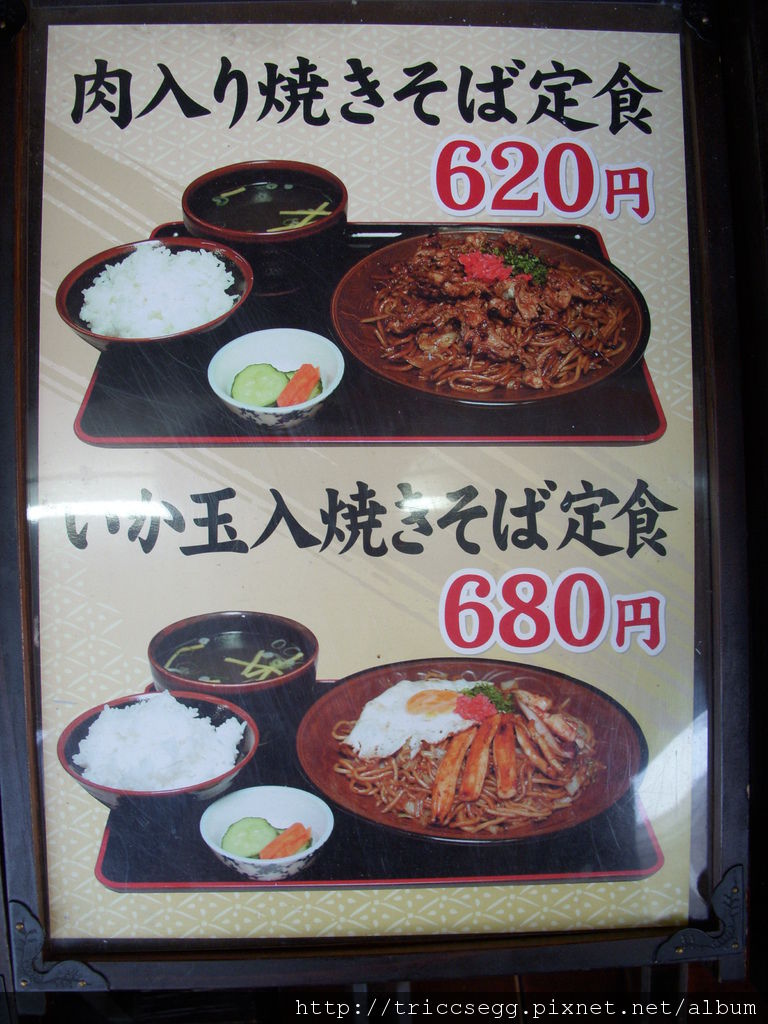 肉入り焼きそば定食
620円
いか玉入焼きそば定食
680円
http://triccsegg.pixnet.net/album